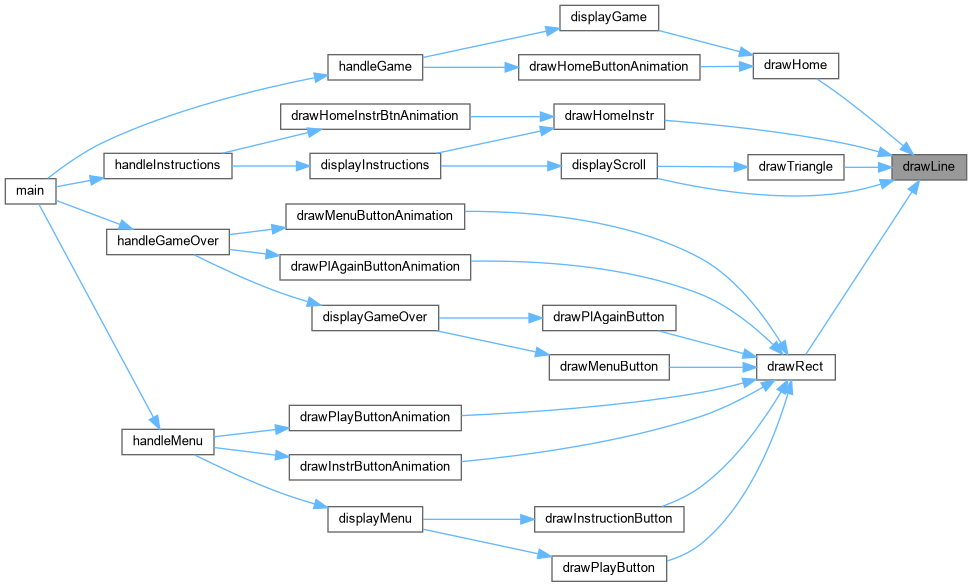 displayGame
handleGame
drawHomeButtonAnimation
drawHome
drawHomeInstrBtnAnimation
drawHomeInstr
handleInstructions
displayInstructions
displayScroll
drawTriangle
drawLine
main
drawMenuButtonAnimation
handleGameOver
drawPlAgainButtonAnimation
displayGameOver
drawPlAgainButton
drawMenuButton
drawRect
drawPlayButtonAnimation
handleMenu
drawInstrButtonAnimation
displayMenu
drawInstructionButton
drawPlayButton